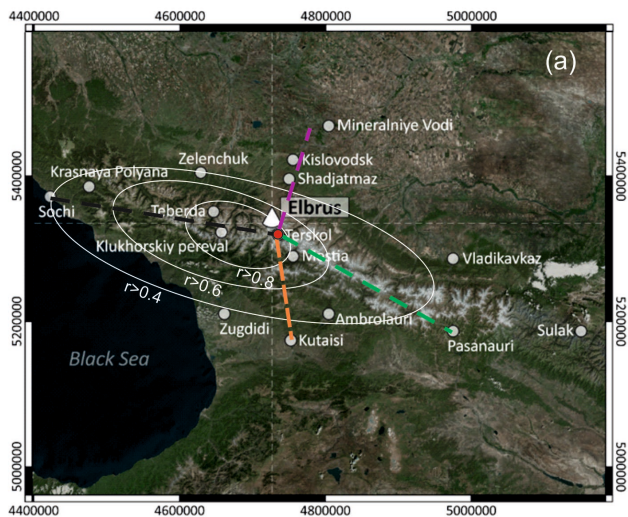 4400000 4600000 4800000 5000000
(a)
Mineralniye Vodi
Kislovodsk
Zelenchuk
Shadjatmaz
Krasnaya Polyana
5400000
5400000
Sochi
Teberda
Elbrus
Terskol
Klukhorskiy pereval
Mestia
Vladikavkaz
r>0.8
r>0.6
r>0.4
Zugdidi
Ambrolauri
5200000
5200000
Kutaisi
Pasanauri
Sulak
Black Sea
5000000
5000000
4400000 4600000 4800000 5000000